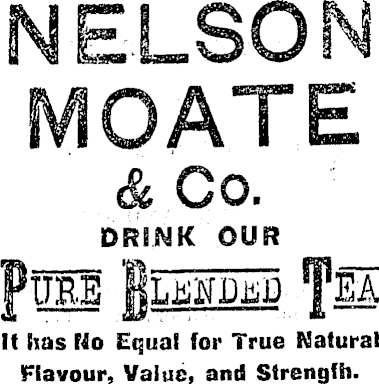 NELSON
MOATE
& Co.
DRINK OUR
PURE BLENDED TEA
It has No Equal for True Natural
Flavour, Value, and Strength.